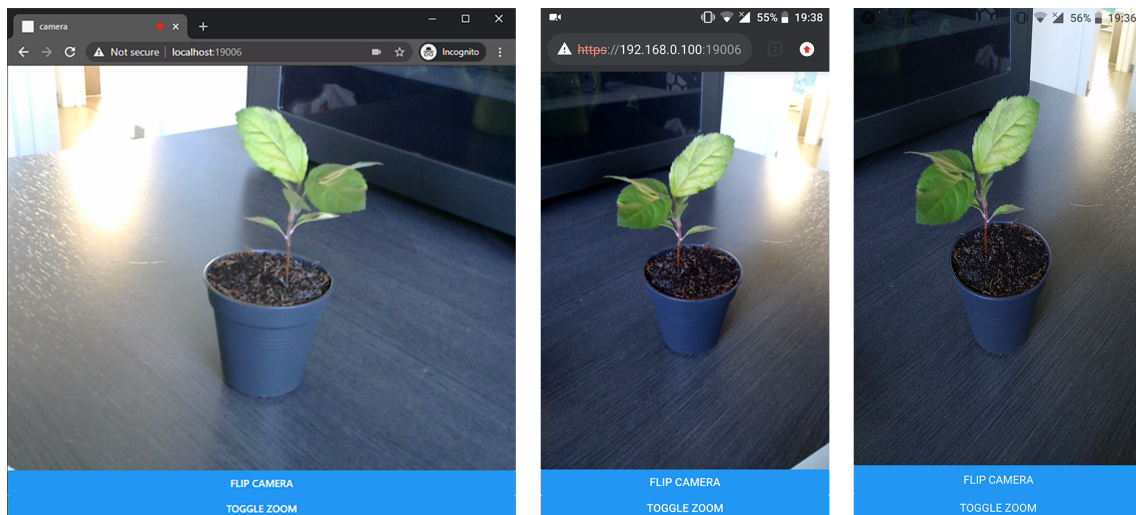 camera
Not secure | localhost:19006
Incognito
FLIP CAMERA
TOGGLE ZOOM
55% 19:38
https://192.168.0.100:19006
FLIP CAMERA
TOGGLE ZOOM
56% 19:36
FLIP CAMERA
TOGGLE ZOOM